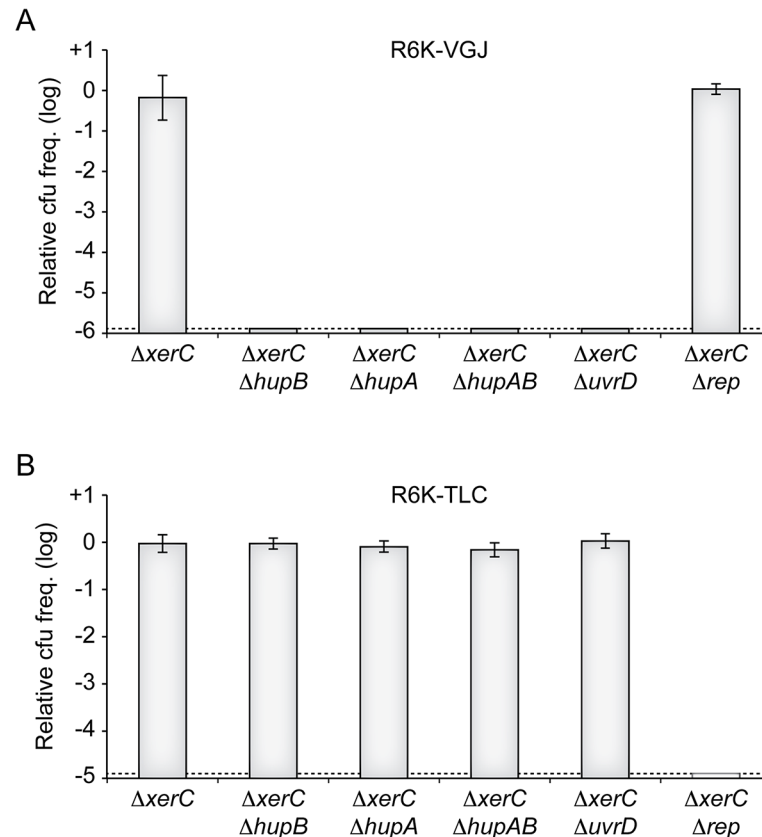 A
R6K-VGJ
Relative cfu freq. (log)
+1
0
-1
-2
-3
-4
-5
-6
ΔxerC
ΔxerC ΔxerC ΔxerC ΔxerC ΔxerC
ΔhupB ΔhupA ΔhupAB ΔuvrD Δrep
B
R6K-TLC
Relative cfu freq. (log)
+1
0
-1
-2
-3
-4
-5
ΔxerC
ΔxerC ΔxerC ΔxerC ΔxerC ΔxerC
ΔhupB ΔhupA ΔhupAB ΔuvrD Δrep